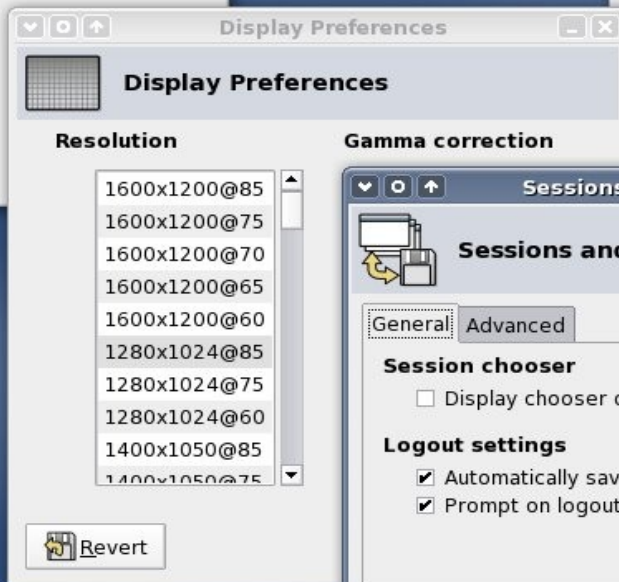 Display Preferences
Display Preferences
Resolution
Gamma correction
1600x1200@85
1600x1200@75
1600x1200@70
1600x1200@65
1600x1200@60
1280x1024@85
1280x1024@75
1280x1024@60
1400x1050@85
1400x1050@75
Revert
Sessions
Sessions and
General Advanced
Session chooser
Display chooser
Logout settings
Automatically sav
Prompt on logout